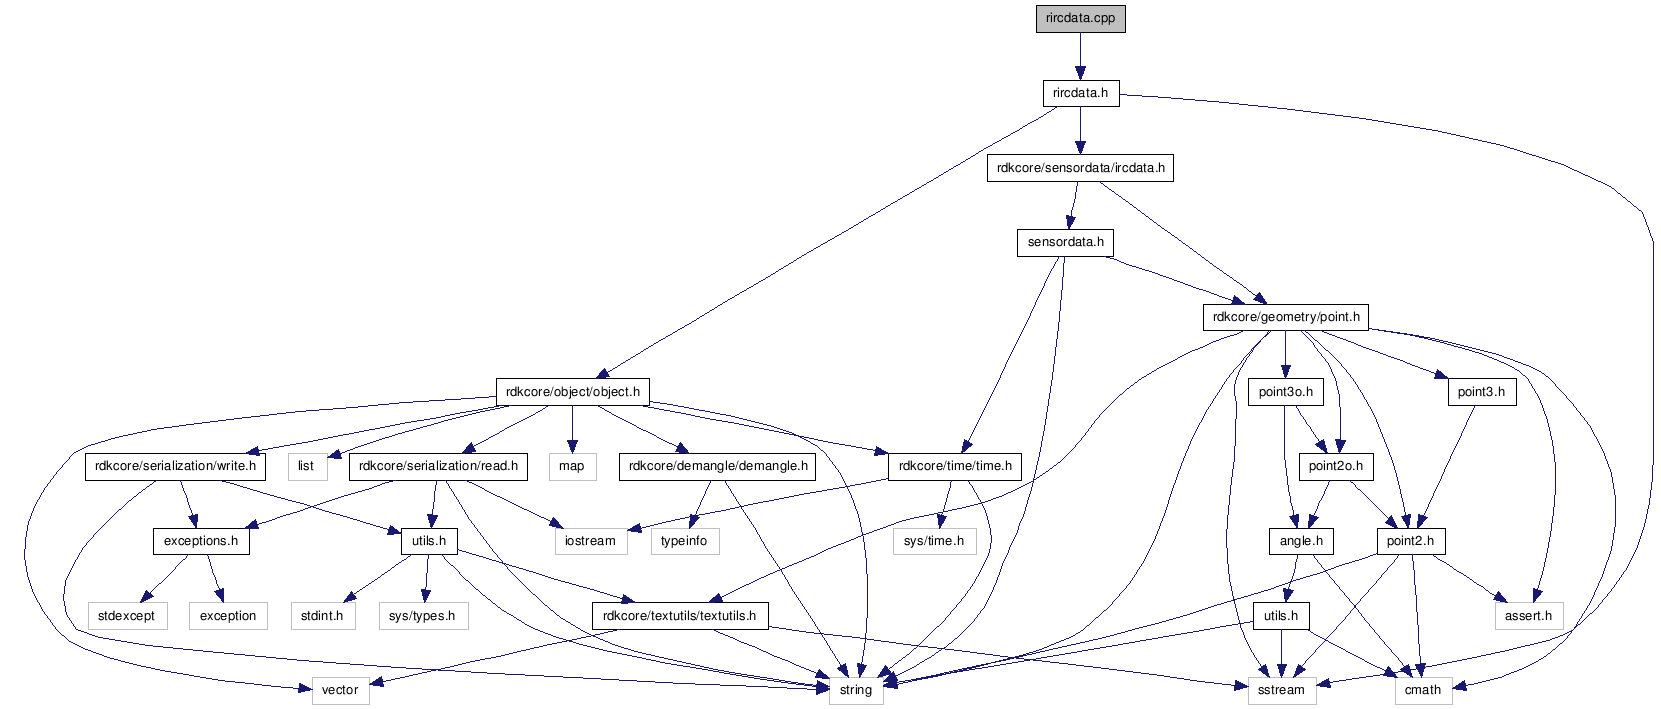 rircdata.cpp
rircdata.h
rdkcore/sensordata/ircdata.h
sensordata.h
rdkcore/geometry/point.h
rdkcore/object/object.h
point3o.h
point3.h
rdkcore/serialization/write.h
list
rdkcore/serialization/read.h
map
rdkcore/demangle/demangle.h
rdkcore/time/time.h
point2o.h
exceptions.h
utils.h
iostream
typeinfo
sys/time.h
angle.h
point2.h
stdexcept
exception
stdint.h
sys/types.h
rdkcore/textutils/textutils.h
utils.h
assert.h
vector
string
sstream
cmath